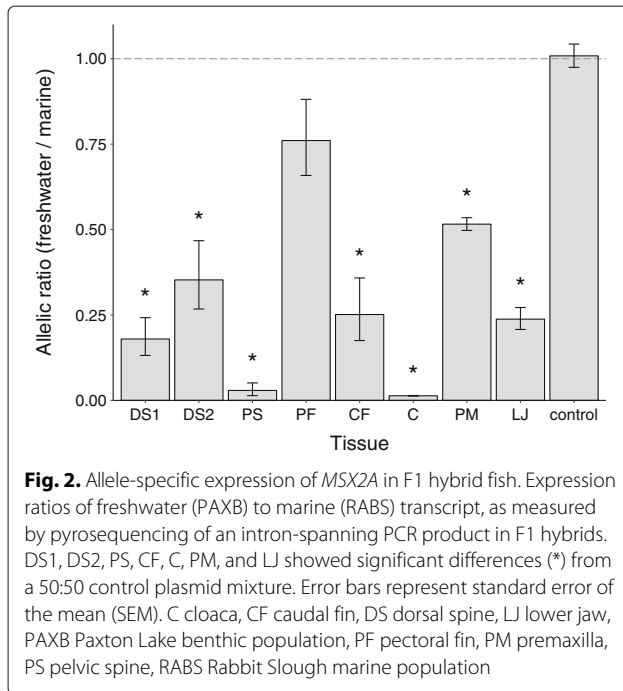 Allelic ratio (freshwater / marine)
1.00
0.75
0.50
0.25
0.00
* * * * * * *
DS1 DS2 PS PF CF C PM LJ control
Tissue
Fig. 2. Allele-specific expression of MSX2A in F1 hybrid fish. Expression
ratios of freshwater (PAXB) to marine (RABS) transcript, as measured
by pyrosequencing of an intron-spanning PCR product in F1 hybrids.
DS1, DS2, PS, CF, C, PM, and LJ showed significant differences (*) from
a 50:50 control plasmid mixture. Error bars represent standard error of
the mean (SEM). C cloaca, CF caudal fin, DS dorsal spine, LJ lower jaw,
PAXB Paxton Lake benthic population, PF pectoral fin, PM premaxilla,
PS pelvic spine, RABS Rabbit Slough marine population